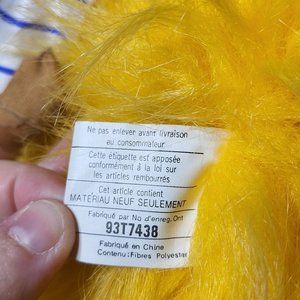 Ne pas enlever avant livraison
au consommateur
Cette étiquette est apposée
conformément à la loi sur
les articles rembourrés
Cet article contient
MATÉRIAU NEUF SEULEMENT
Fabriqué par No d'enreg. Ont
93T7438
Fabriqué en Chine
Contenu: Fibres Polyester